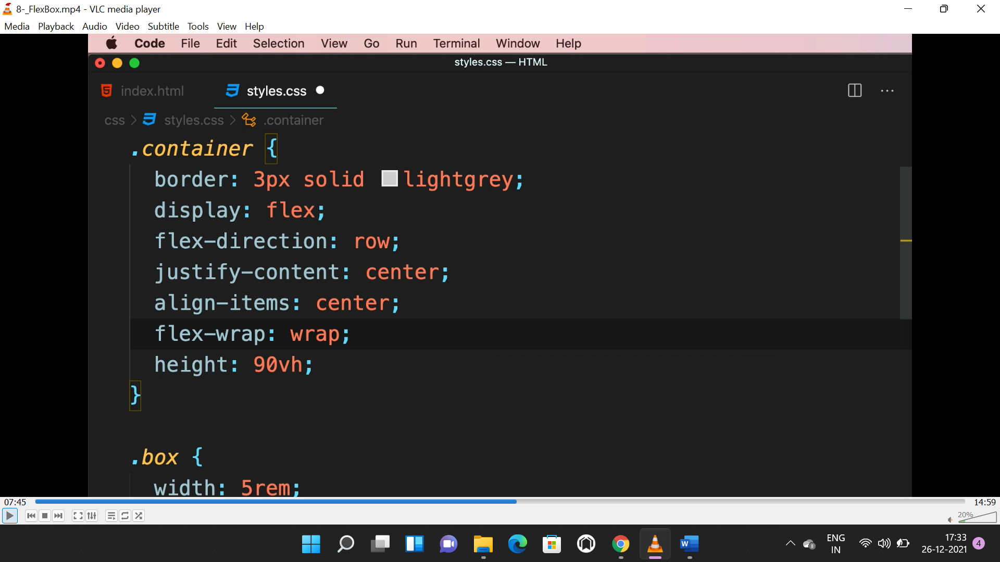 8-_FlexBox.mp4 - VLC media player
Media Playback Audio Video Subtitle Tools View Help
Code File Edit Selection View Go Run Terminal Window Help
styles.css — HTML
index.html styles.css
css > styles.css > .container
.container {
border: 3px solid lightgrey;
display: flex;
flex-direction: row;
justify-content: center;
align-items: center;
flex-wrap: wrap;
height: 90vh;
}
.box {
width: 5rem;
07:45 14:59
20%
ENG
IN
17:33
26-12-2021
4